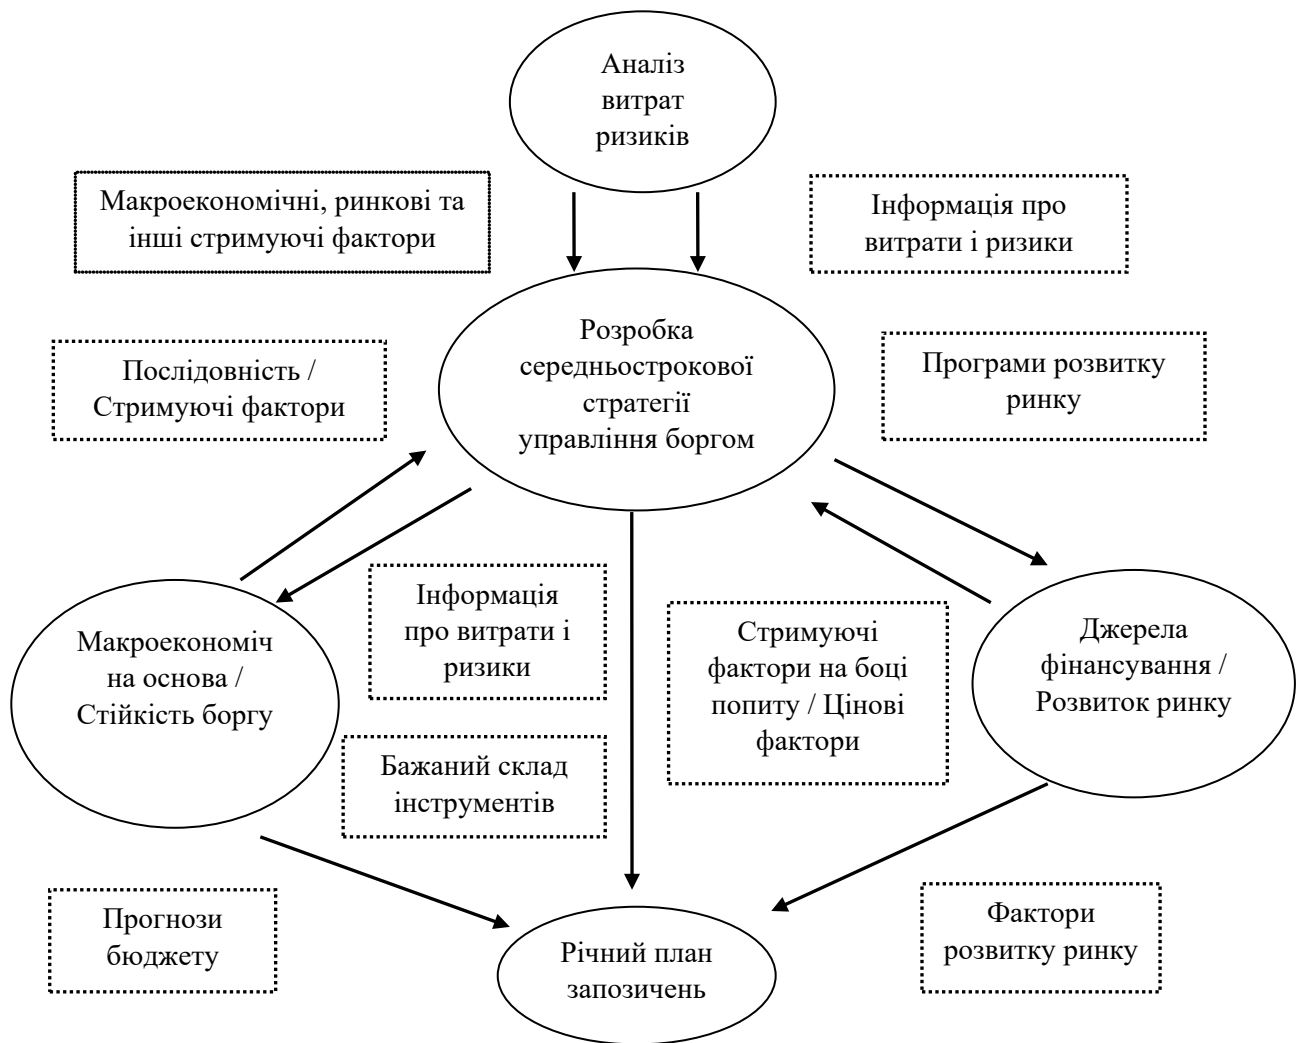 Аналіз
витрат
ризиків
Макроекономічні, ринкові та
інші стримуючі фактори
Інформація про
витрати і ризики
Розробка
середньострокової
стратегії
управління боргом
Послідовність /
Стримуючі фактори
Програми розвитку
ринку
Макроекономіч
на основа /
Стійкість боргу
Інформація
про витрати і
ризики
Стримуючі
фактори на боці
попиту / Цінові
фактори
Джерела
фінансування /
Розвиток ринку
Бажаний склад
інструментів
Прогнози
бюджету
Річний план
запозичень
Фактори
розвитку ринку